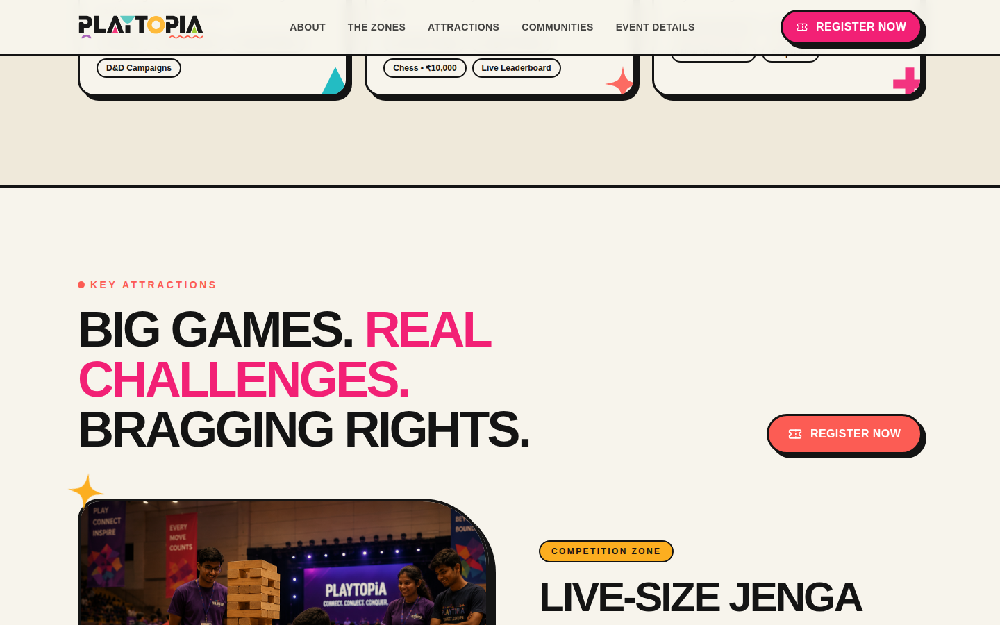 PLAYTOPIA
ABOUT
THE ZONES
ATTRACTIONS
COMMUNITIES
EVENT DETAILS
REGISTER NOW
D&D Campaigns
Chess • ₹10,000
Live Leaderboard
KEY ATTRACTIONS
BIG GAMES. REAL
CHALLENGES.
BRAGGING RIGHTS.
REGISTER NOW
PLAY
CONNECT
INSPIRE
EVERY
MOVE
COUNTS
PLAYTOPiA
CONNECT. CONNECT. CONQUER.
PLAYTOPIA
COMPETITION ZONE
LIVE-SIZE JENGA